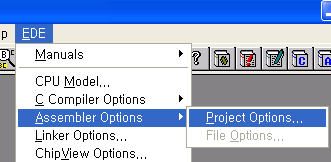 p EDE
Manuals
CPU Model...
C Compiler Options
Assembler Options
Project Options...
Linker Options...
File Options...
ChipView Options...